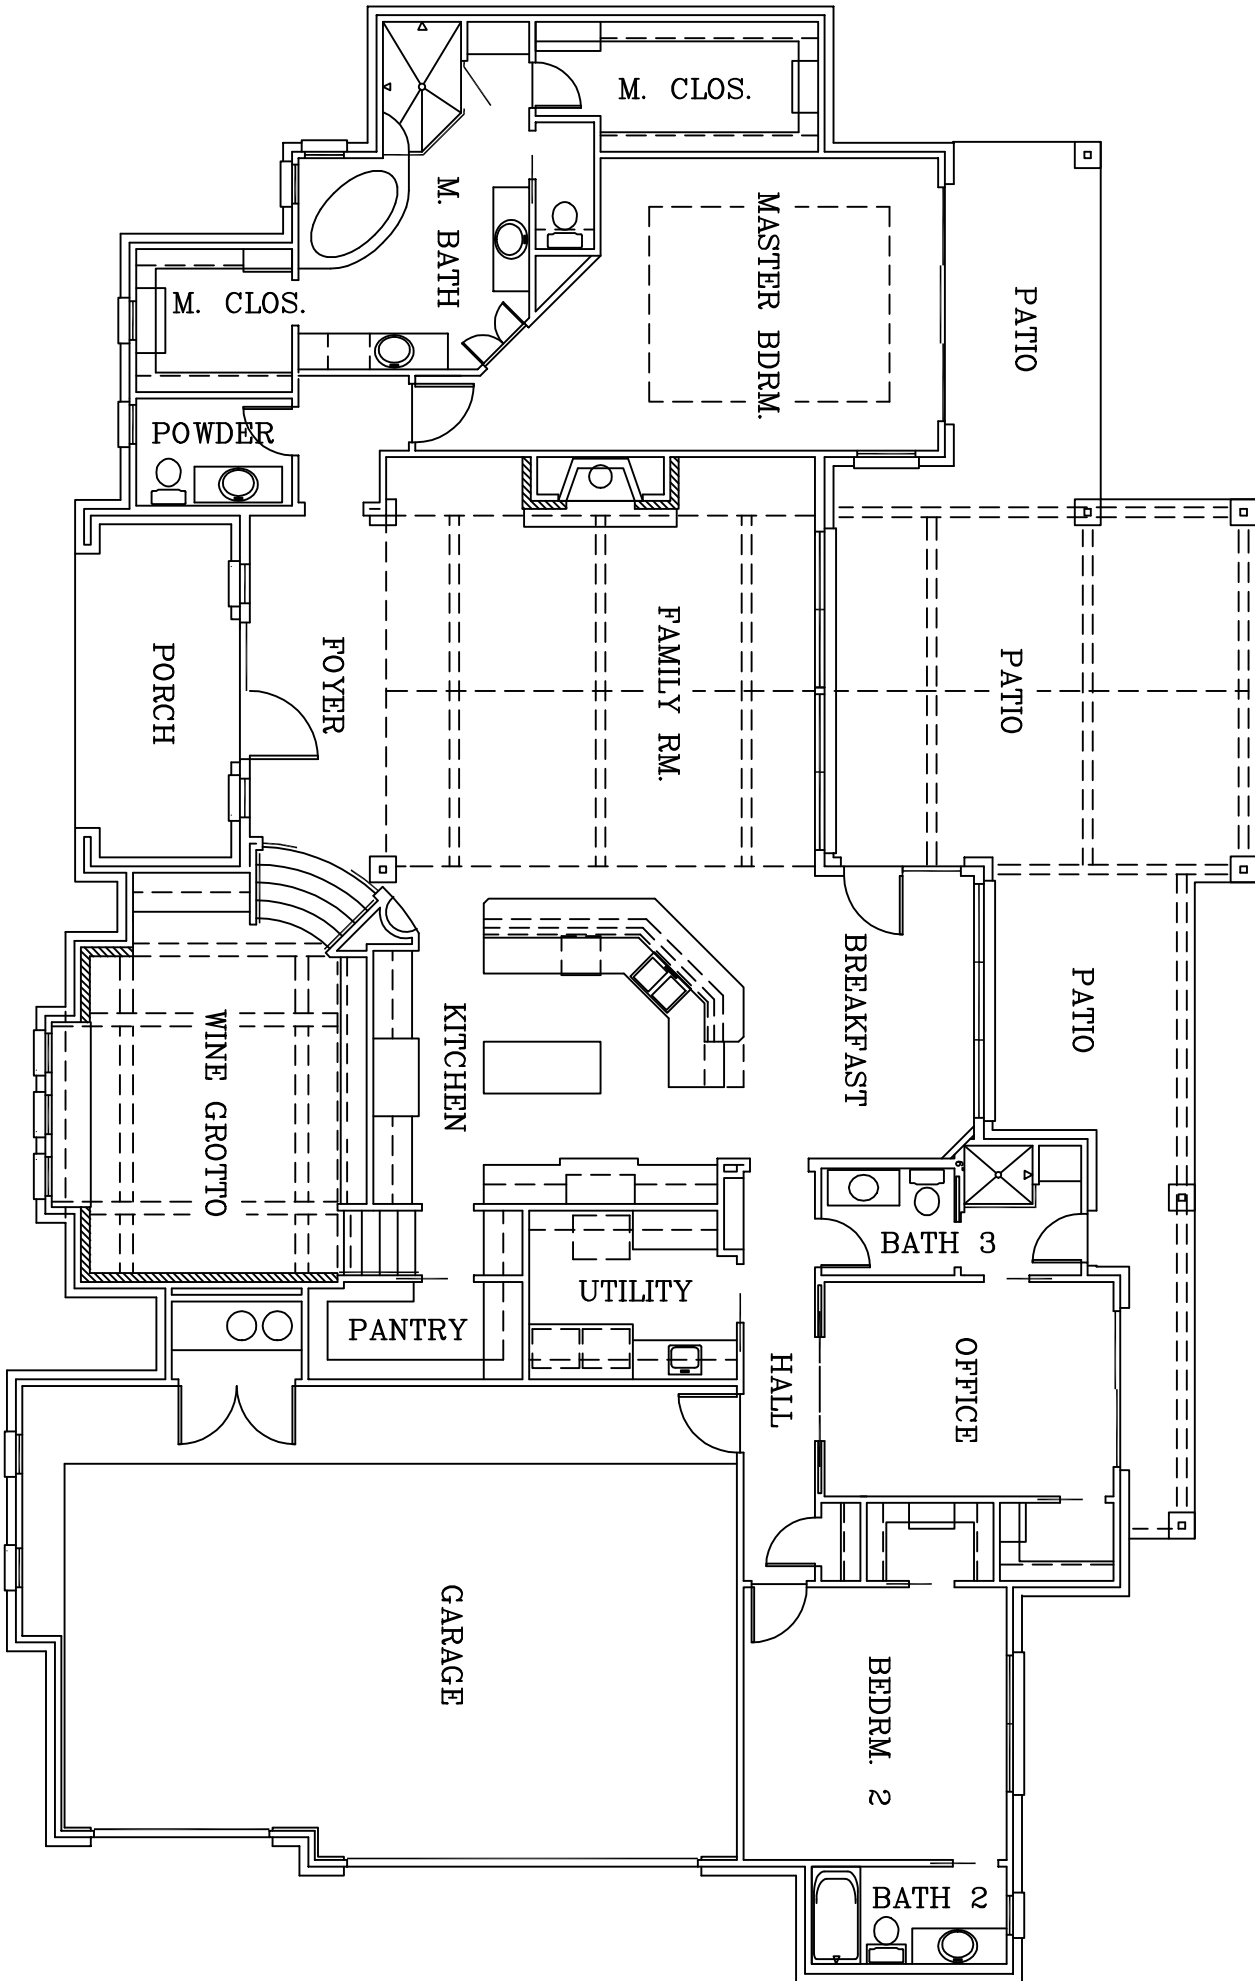 M. CLOS.
M. BATH
MASTER BDRM.
PATIO
M. CLOS.
POWDER
PORCH
FOYER
FAMILY RM.
PATIO
BREAKFAST
PATIO
KITCHEN
WINE GROTTO
BATH 3
UTILITY
PANTRY
HALL
OFFICE
GARAGE
BEDRM. 2
BATH 2